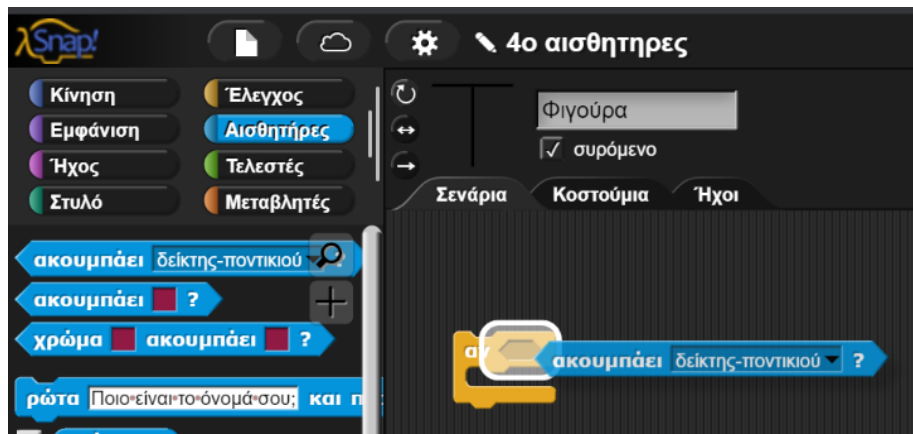 λSnap!
4ο αισθητηρες
Κίνηση
Έλεγχος
Εμφάνιση
Αισθητήρες
Ήχος
Τελεστές
Στυλό
Μεταβλητές
Φιγούρα
συρόμενο
Σενάρια Κοστούμια Ήχοι
ακουμπάει δείκτης-ποντικιού ?
ακουμπάει ?
χρώμα ακουμπάει ?
ρώτα Ποιο είναι το όνομά σου; και π
αν ακουμπάει δείκτης-ποντικιού ?